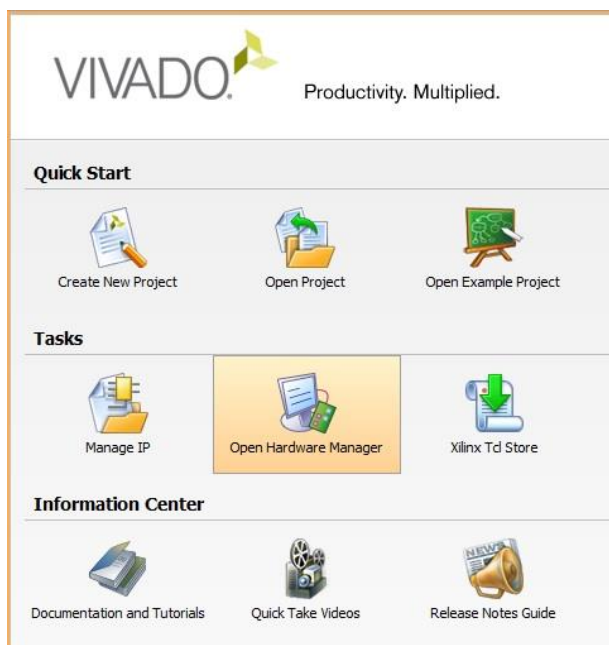 VIVADO.
Productivity. Multiplied.
Quick Start
Create New Project
Open Project
Open Example Project
Tasks
Manage IP
Open Hardware Manager
Xilinx Tcl Store
Information Center
NEWS
Documentation and Tutorials
Quick Take Videos
Release Notes Guide